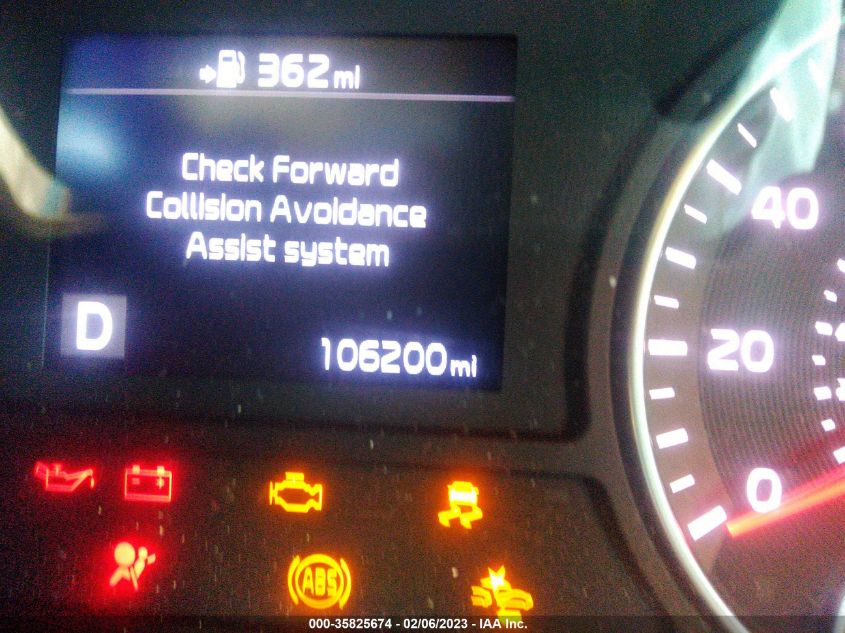 362 mi
Check Forward
Collision Avoidance
Assist system
D
106200 mi
40
20
0
ABS
000-35825674 - 02/06/2023 - IAA Inc.